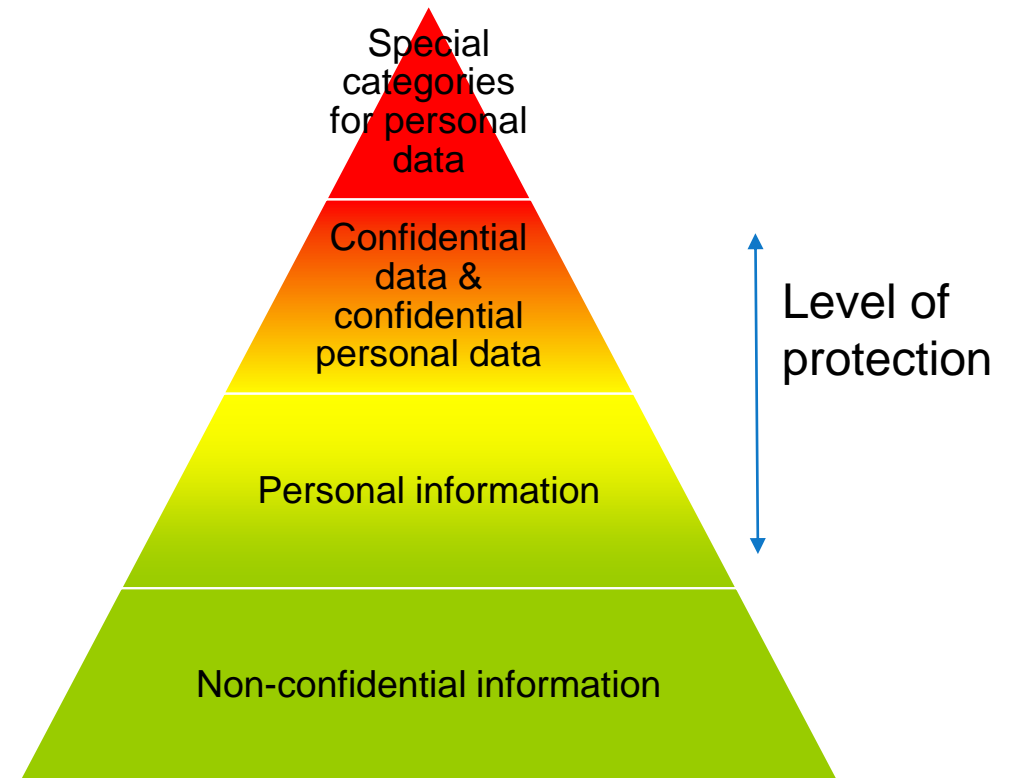 Special
categories
for personal
data
Confidential
data &
confidential
personal data
Level of
protection
Personal information
Non-confidential information